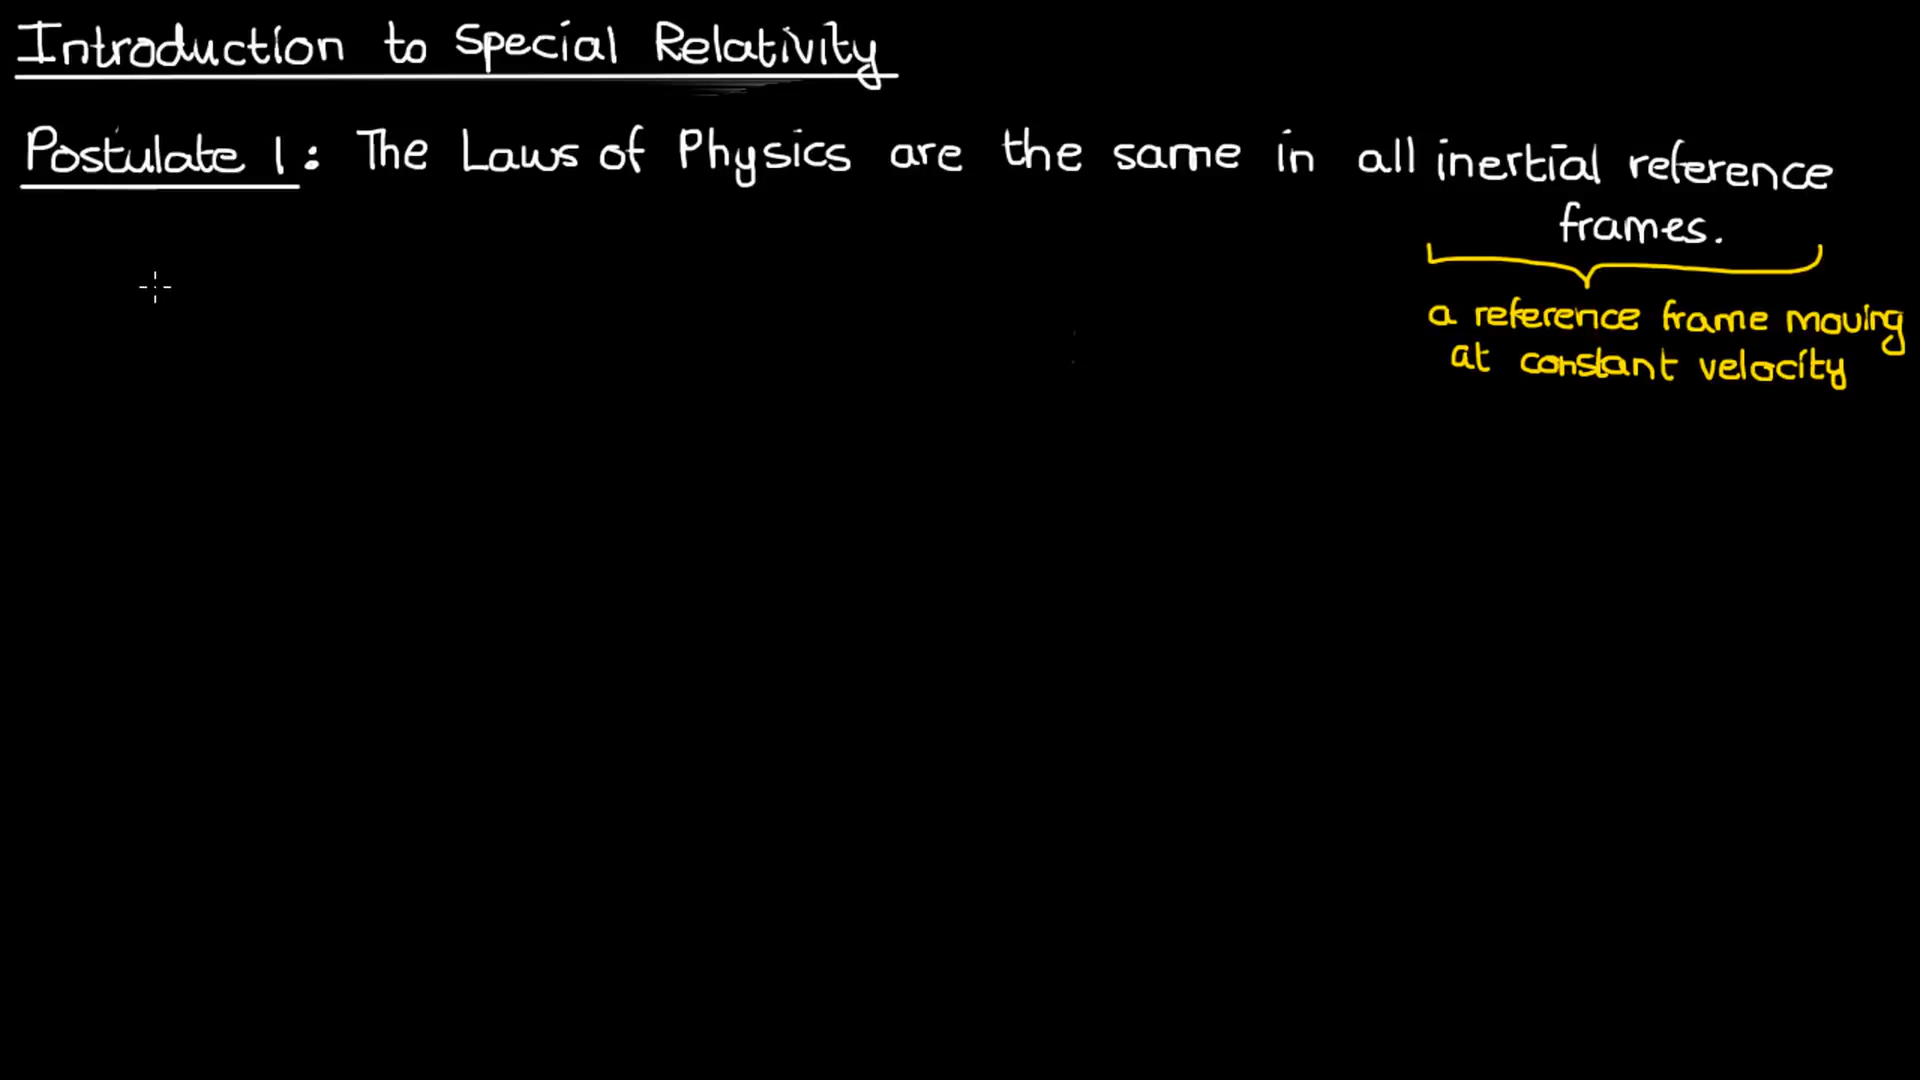 Introduction to Special Relativity
Postulate 1: The Laws of Physics are the same in all inertial reference
frames.
a reference frame moving
at constant velocity